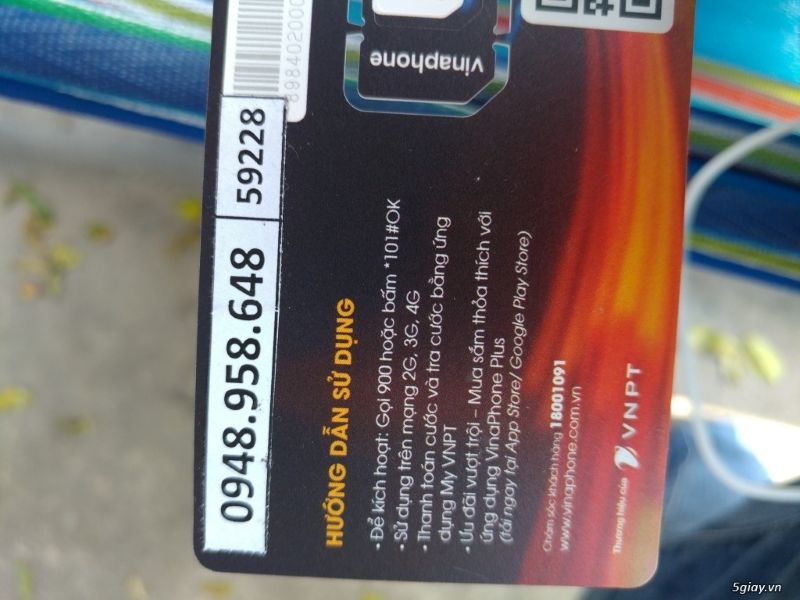 89840200
Vinaphone
0948.958.648
59228
HƯỚNG DẪN SỬ DỤNG
• Để kích hoạt: Gọi 900 hoặc bấm *101#OK
• Sử dụng trên mạng 2G, 3G, 4G
• Thanh toán cước và tra cước bằng ứng
dụng My VNPT
• Ưu đãi vượt trội – Mua sắm thỏa thích với
ứng dụng VinaPhone Plus
(tải ngay tại App Store/ Google Play Store)
Chăm sóc khách hàng 18001091
www.vinaphone.com.vn
Thương hiệu của VNPT
5giay.vn